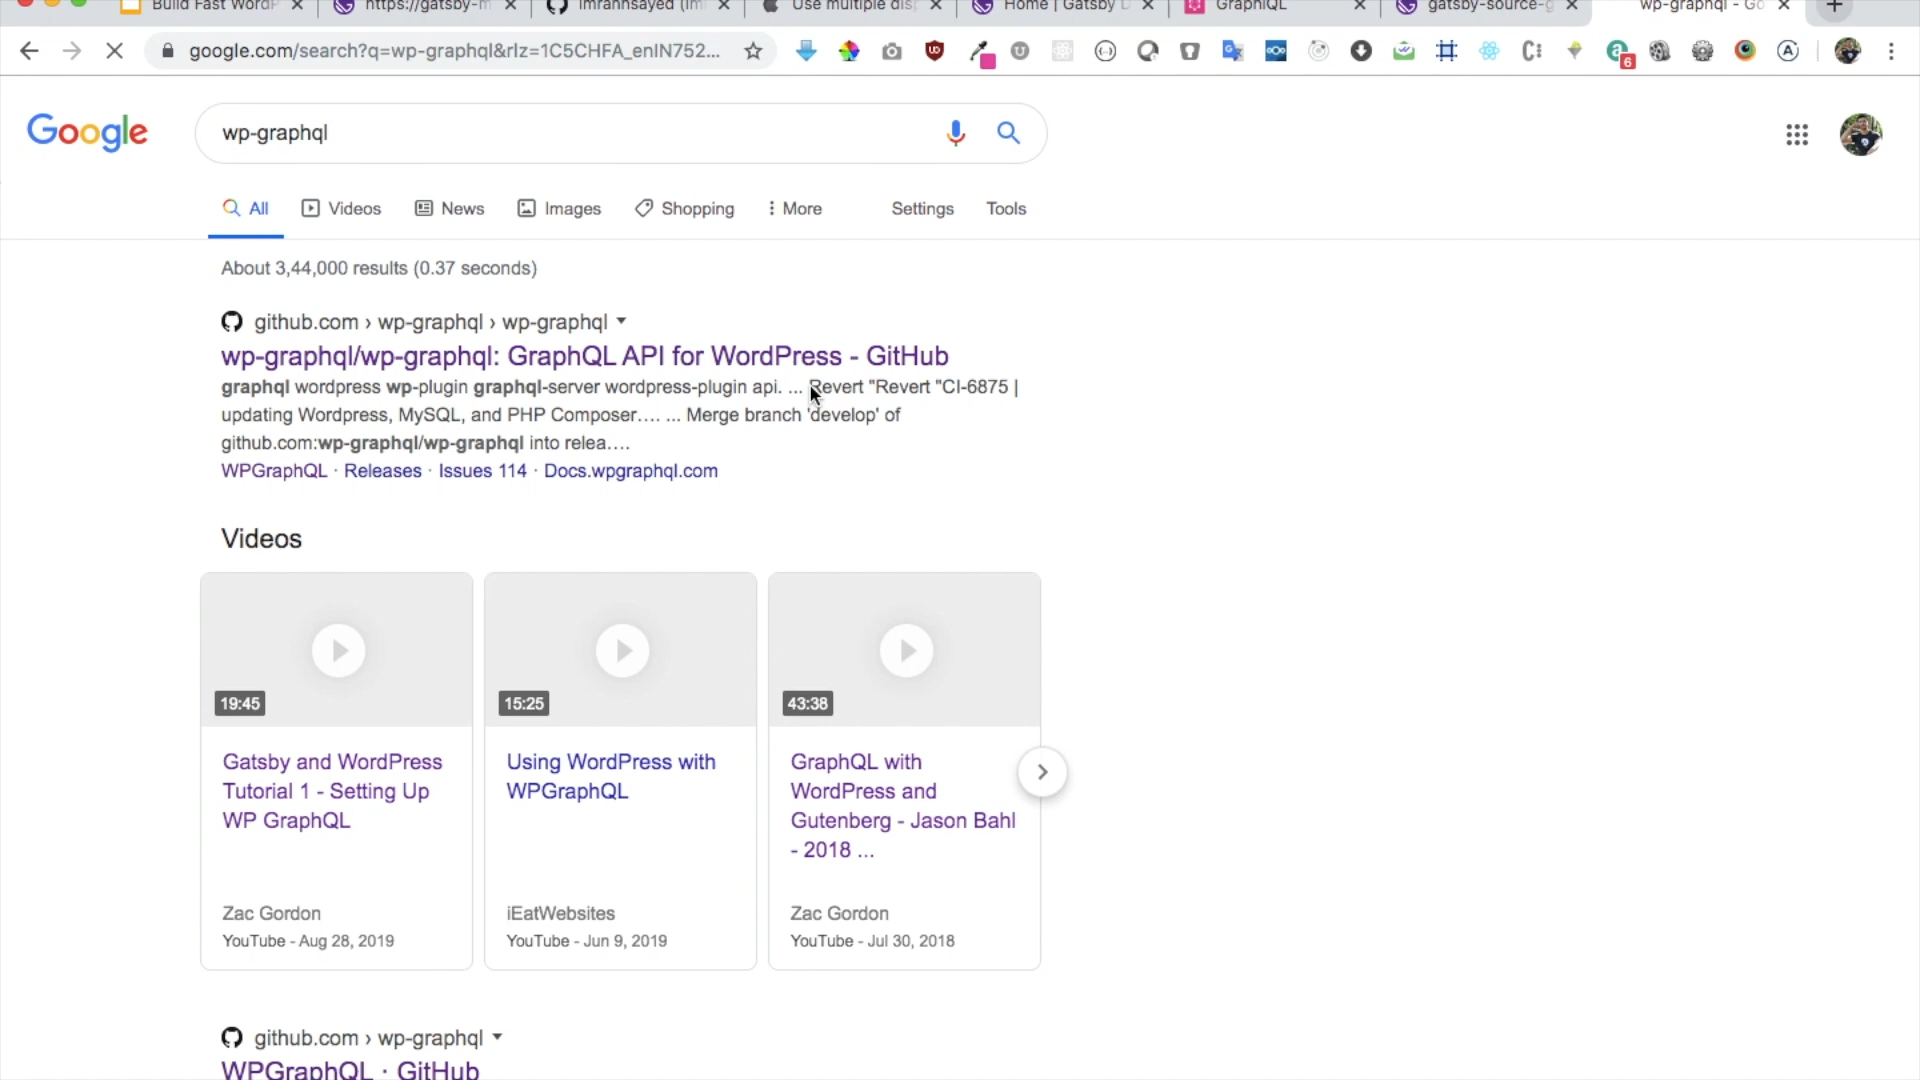 Build Fast WordP
https://gatsby-m
imrannsayed (Im
Use multiple disp
Home | Gatsby D
GraphiQL
gatsby-source-g
wp-graphql - Go
google.com/search?q=wp-graphql&rlz=1C5CHFA_enIN752...
6
Google
wp-graphql
All
Videos
News
Images
Shopping
More
Settings
Tools
About 3,44,000 results (0.37 seconds)
github.com › wp-graphql › wp-graphql
wp-graphql/wp-graphql: GraphQL API for WordPress - GitHub
graphql wordpress wp-plugin graphql-server wordpress-plugin api. ... Revert "Revert "CI-6875 |
updating Wordpress, MySQL, and PHP Composer.... ... Merge branch 'develop' of
github.com:wp-graphql/wp-graphql into relea....
WPGraphQL · Releases · Issues 114 · Docs.wpgraphql.com
Videos
19:45
15:25
43:38
Gatsby and WordPress
Tutorial 1 - Setting Up
WP GraphQL
Zac Gordon
YouTube - Aug 28, 2019
Using WordPress with
WPGraphQL
iEatWebsites
YouTube - Jun 9, 2019
GraphQL with
WordPress and
Gutenberg - Jason Bahl
- 2018 ...
Zac Gordon
YouTube - Jul 30, 2018
github.com › wp-graphql
WPGraphQL · GitHub